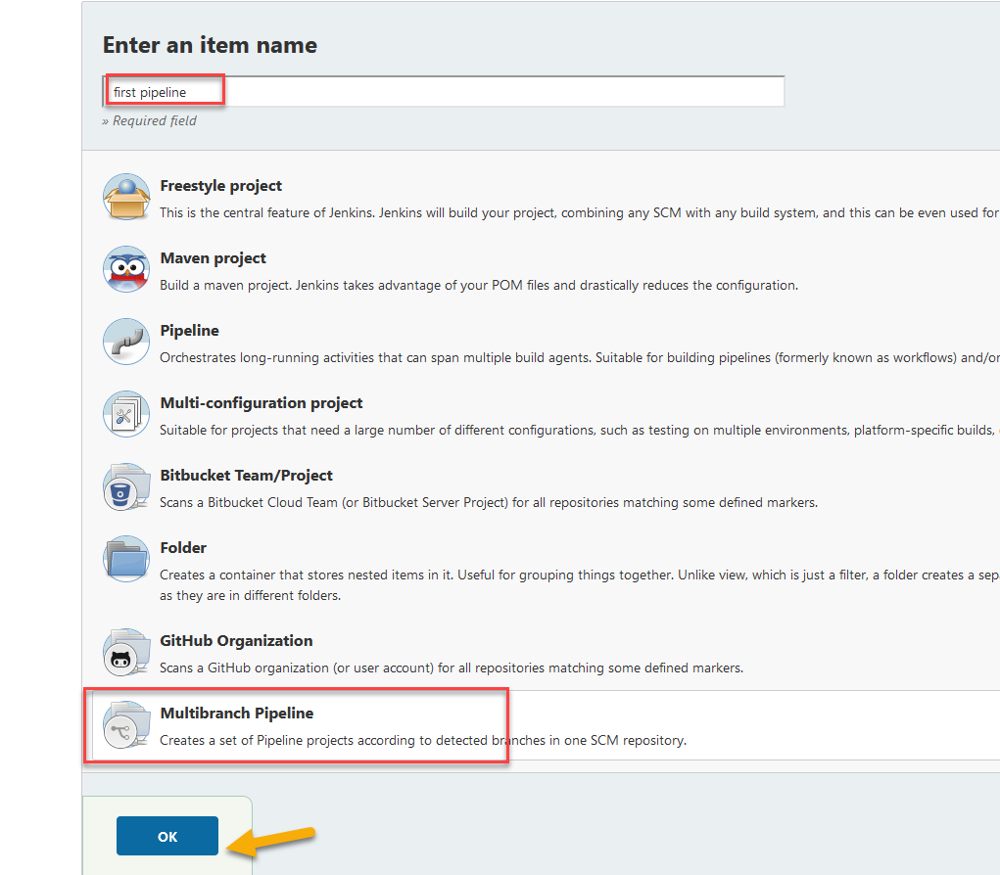 Enter an item name
first pipeline
» Required field
Freestyle project
This is the central feature of Jenkins. Jenkins will build your project, combining any SCM with any build system, and this can be even used for
Maven project
Build a maven project. Jenkins takes advantage of your POM files and drastically reduces the configuration.
Pipeline
Orchestrates long-running activities that can span multiple build agents. Suitable for building pipelines (formerly known as workflows) and/or
Multi-configuration project
Suitable for projects that need a large number of different configurations, such as testing on multiple environments, platform-specific builds,
Bitbucket Team/Project
Scans a Bitbucket Cloud Team (or Bitbucket Server Project) for all repositories matching some defined markers.
Folder
Creates a container that stores nested items in it. Useful for grouping things together. Unlike view, which is just a filter, a folder creates a
as they are in different folders.
GitHub Organization
Scans a GitHub organization (or user account) for all repositories matching some defined markers.
Multibranch Pipeline
Creates a set of Pipeline projects according to detected branches in one SCM repository.
OK